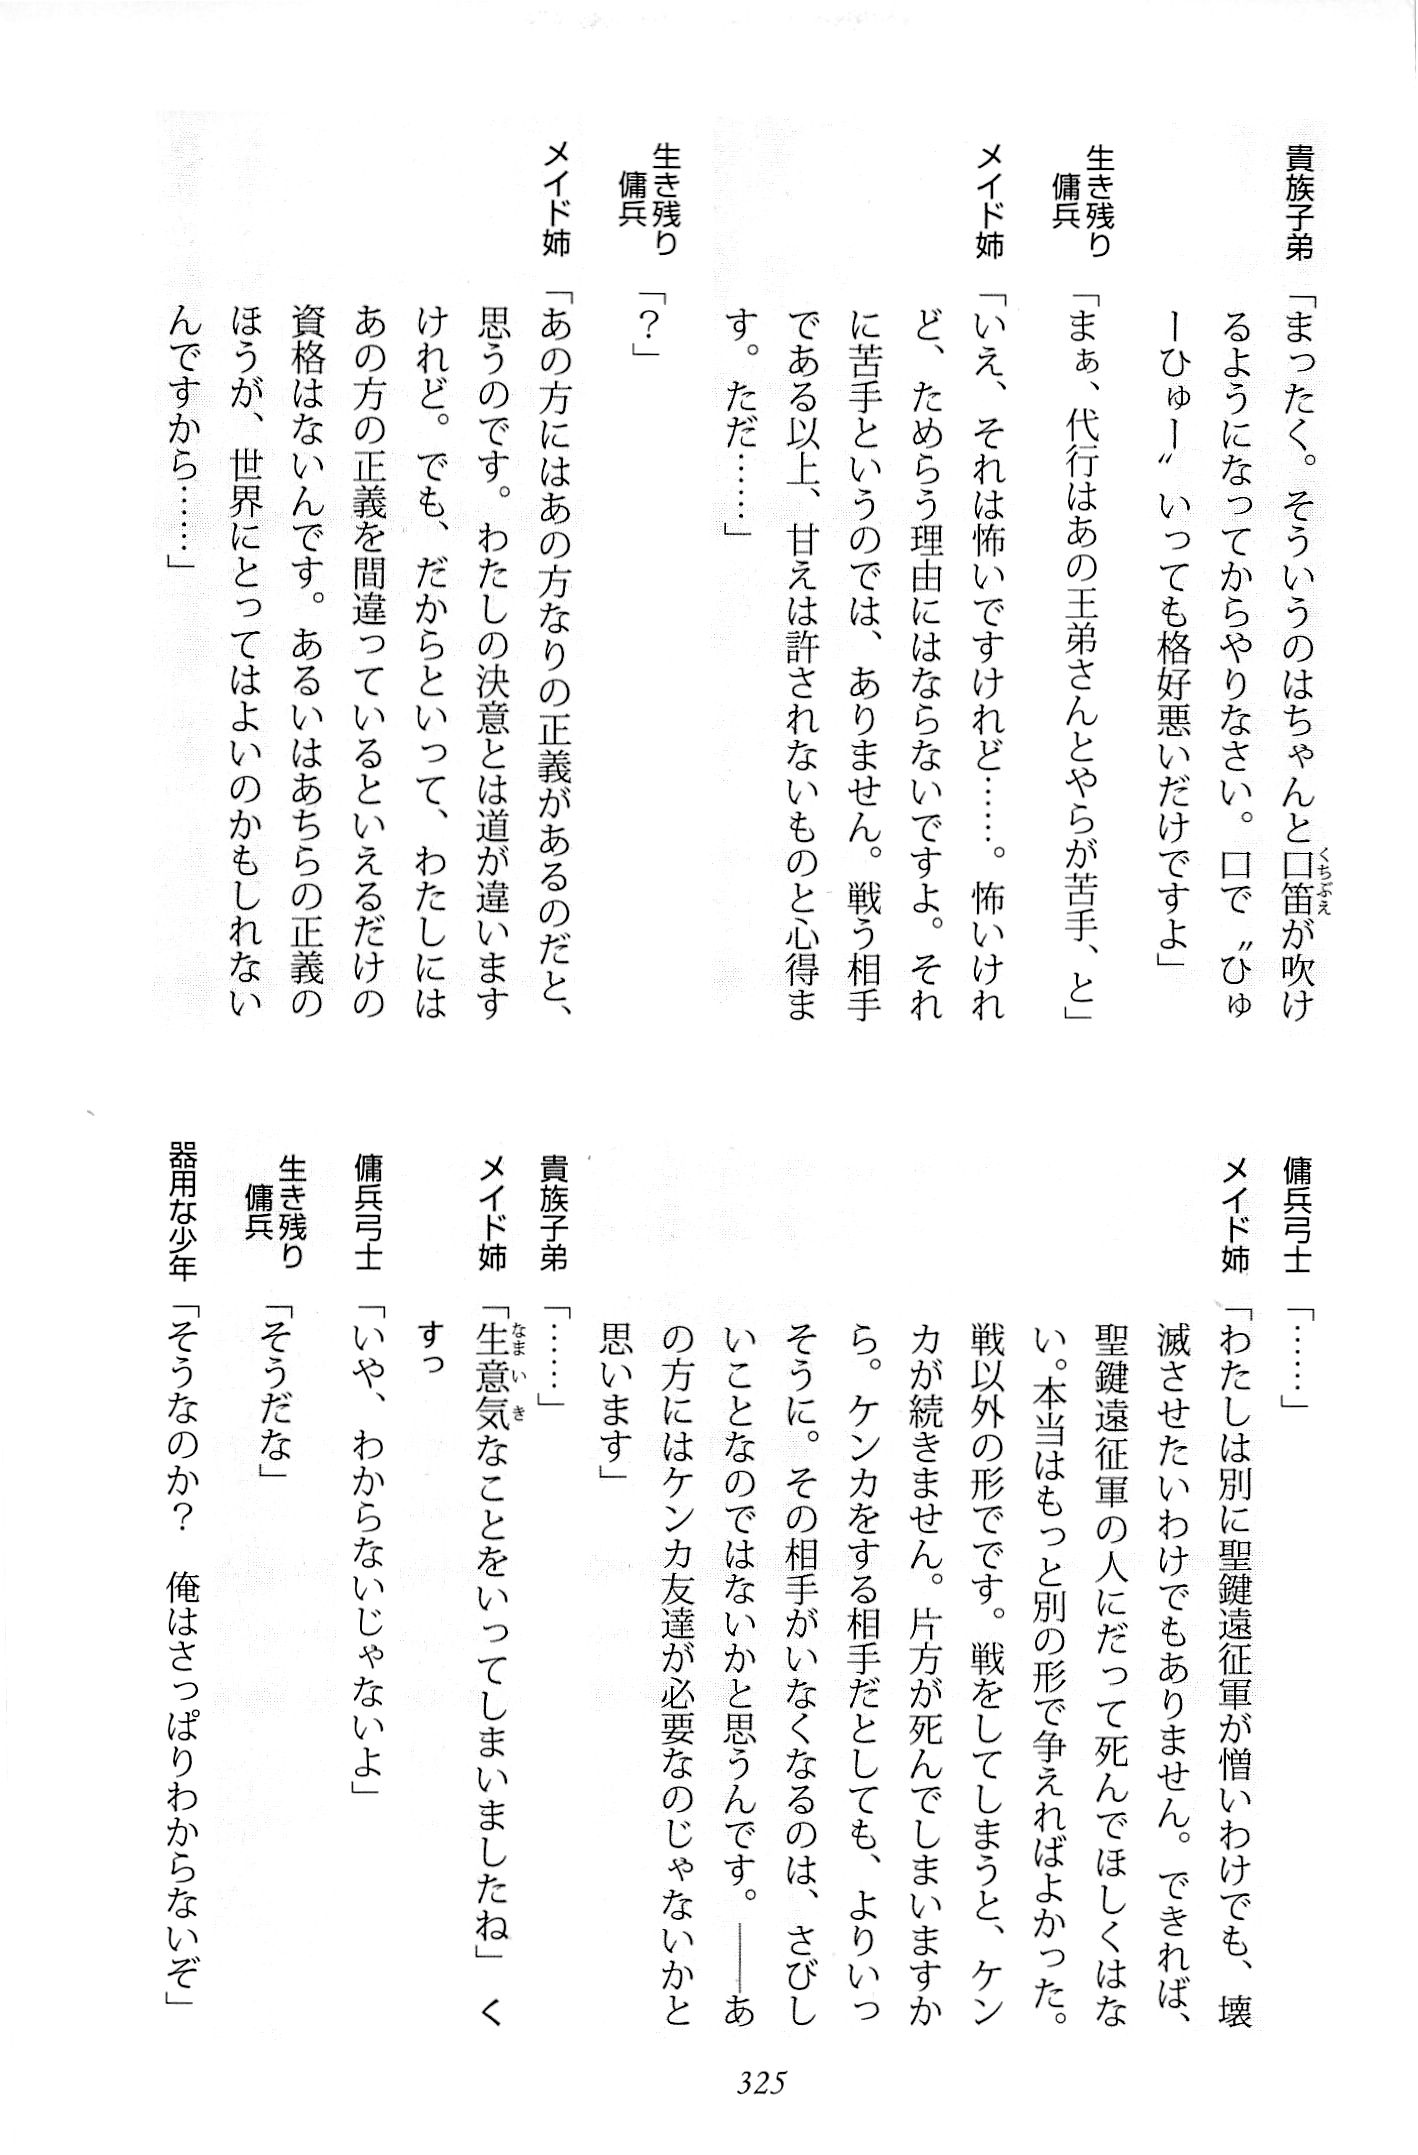 貴族子弟「まったく。そういうのはちゃんと口笛が吹け
るようになってからやりなさい。口で〝ひゅ
ーひゅー〟いっても格好悪いだけですよ」
生き残り傭兵「まぁ、代行はあの王弟さんとやらが苦手、と」
メイド姉「いえ、それは怖いですけれど……。怖いけれ
ど、ためらう理由にはならないですよ。それ
に苦手というのでは、ありません。戦う相手
である以上、甘えは許されないものと心得ま
す。ただ……」
生き残り傭兵「？」
メイド姉「あの方にはあの方なりの正義があるのだと、
思うのです。わたしの決意とは道が違います
けれど。でも、だからといって、わたしには
あの方の正義を間違っているといえるだけの
資格はないんです。あるいはあちらの正義の
ほうが、世界にとってはよいのかもしれない
んですから……」
傭兵弓士「……」
メイド姉「わたしは別に聖鍵遠征軍が憎いわけでも、壊
滅させたいわけでもありません。できれば、
聖鍵遠征軍の人にだって死んでほしくはな
い。本当はもっと別の形で争えればよかった。
戦以外の形でです。戦をしてしまうと、ケン
カが続きません。片方が死んでしまいますか
ら。ケンカをする相手だとしても、よりいっ
そうに。その相手がいなくなるのは、さびし
いことなのではないかと思うんです。――あ
の方にはケンカ友達が必要なのじゃないかと
思います」
貴族子弟「……」
メイド姉「生意気なことをいってしまいましたね」　く
すっ
傭兵弓士「いや、わからないじゃないよ」
生き残り傭兵「そうだな」
器用な少年「そうなのか？　俺はさっぱりわからないぞ」
325